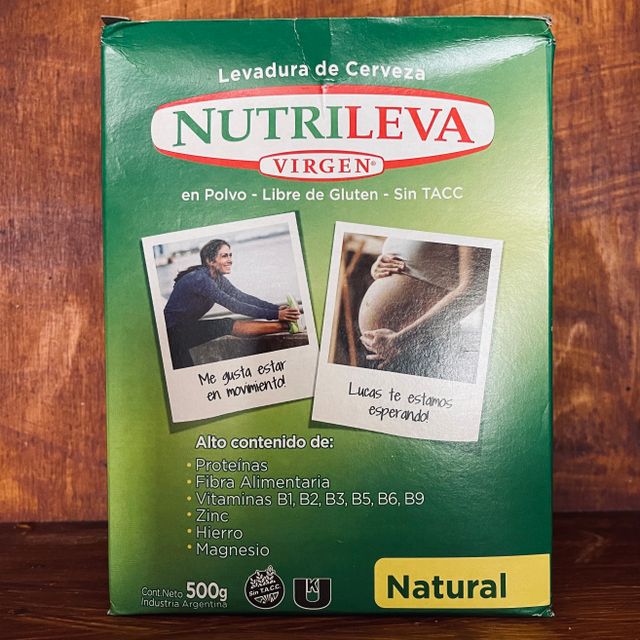 Levadura de Cerveza
NUTRILEVA
VIRGEN®
en Polvo - Libre de Gluten - Sin TACC
Me gusta estar
en movimiento!
Lucas te estamos
esperando!
Alto contenido de:
• Proteínas
• Fibra Alimentaria
• Vitaminas B1, B2, B3, B5, B6, B9
• Zinc
• Hierro
• Magnesio
Cont.Neto 500g
Industria Argentina
Sin T.A.C.C.
UK
Natural